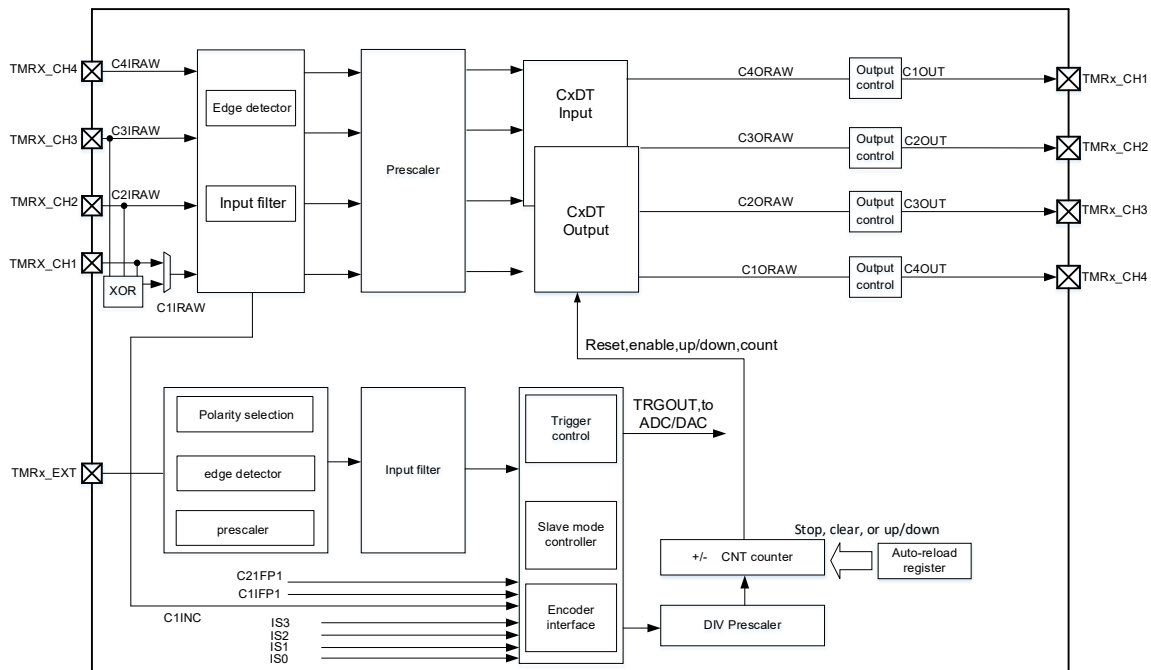 TMRX_CH4
C4IRAW
TMRX_CH3
C3IRAW
TMRX_CH2
C2IRAW
TMRX_CH1
XOR
C1IRAW
Edge detector
Input filter
Prescaler
CxDT
Input
CxDT
Output
C4ORAW
Output
control
C1OUT
TMRx_CH1
C3ORAW
Output
control
C2OUT
TMRx_CH2
C2ORAW
Output
control
C3OUT
TMRx_CH3
C1ORAW
Output
control
C4OUT
TMRx_CH4
Reset,enable,up/down,count
TMRx_EXT
Polarity selection
edge detector
prescaler
Input filter
Trigger
control
Slave mode
controller
Encoder
interface
TRGOUT,to
ADC/DAC
Stop, clear, or up/down
+/- CNT counter
Auto-reload
register
DIV Prescaler
C21FP1
C1IFP1
C1INC
IS3
IS2
IS1
IS0